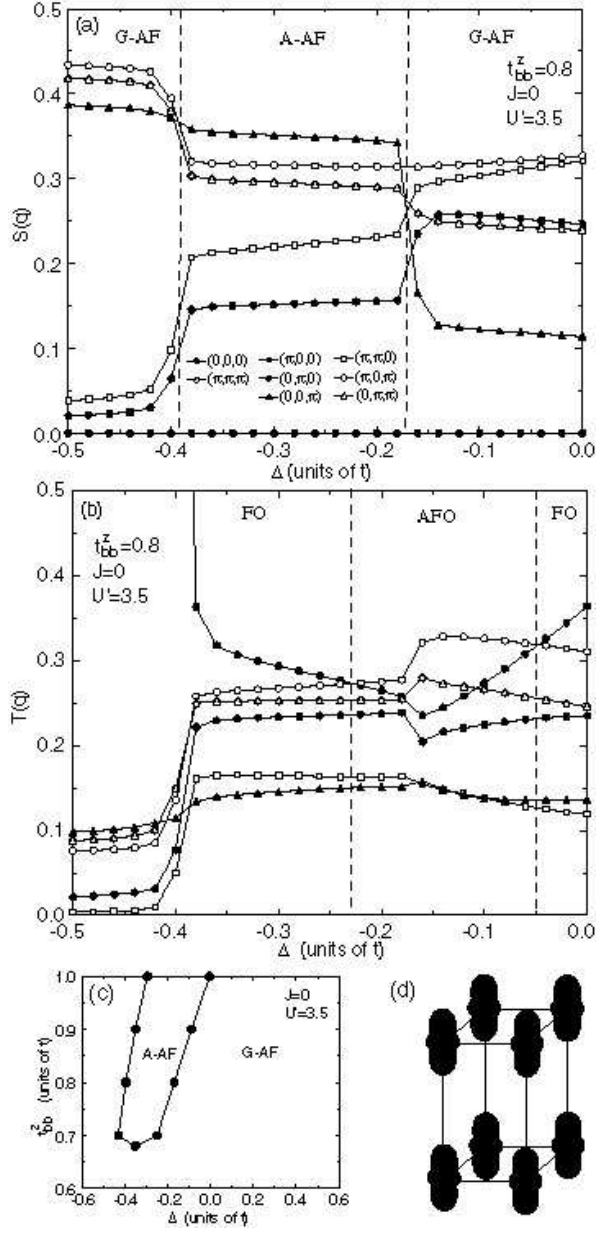 (a)
G-AF A-AF G-AF
t^z_bb=0.8
J=0
U'=3.5
S(q)
0.5
0.4
0.3
0.2
0.1
0.0
(0,0,0) (π,0,0) (π,π,0)
(π,π,π) (0,π,0) (π,0,π)
(0,0,π) (0,π,π)
-0.5 -0.4 -0.3 -0.2 -0.1 0.0
Δ (units of t)
(b)
FO AFO FO
t^z_bb=0.8
J=0
U'=3.5
T(q)
0.5
0.4
0.3
0.2
0.1
0.0
-0.5 -0.4 -0.3 -0.2 -0.1 0.0
Δ (units of t)
(c)
J=0
U'=3.5
A-AF G-AF
t^z_bb (units of t)
1.0
0.9
0.8
0.7
0.6
-0.6 -0.4 -0.2 0.0 0.2 0.4 0.6
Δ (units of t)
(d)